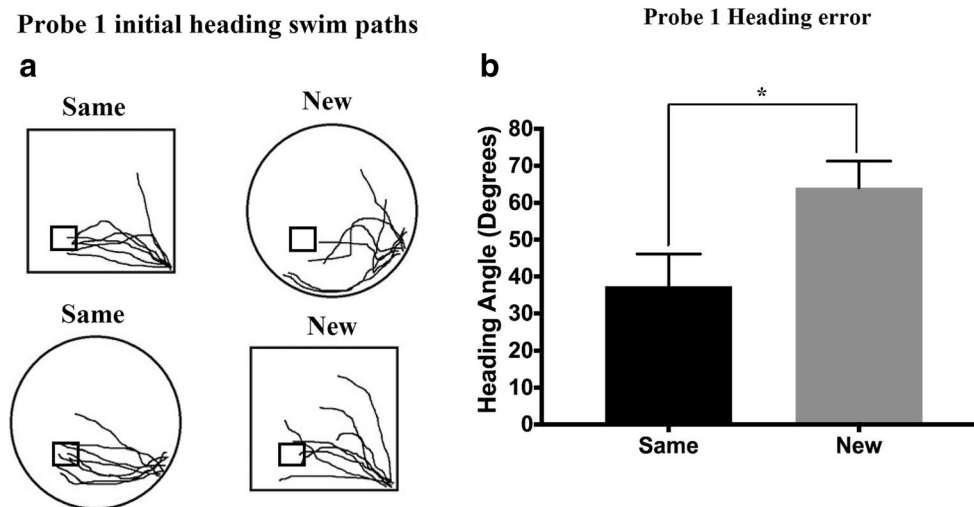 Probe 1 initial heading swim paths
a
Same
New
Same
New
Probe 1 Heading error
b
*
Heading Angle (Degrees)
80
70
60
50
40
30
20
10
0
Same
New